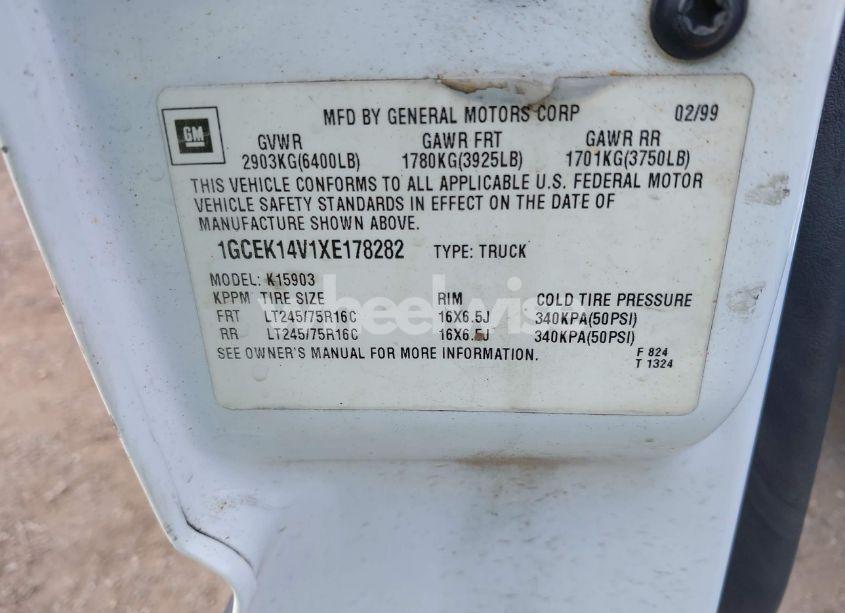 GM
MFD BY GENERAL MOTORS CORP 02/99
GVWR GAWR FRT GAWR RR
2903KG(6400LB) 1780KG(3925LB) 1701KG(3750LB)
THIS VEHICLE CONFORMS TO ALL APPLICABLE U.S. FEDERAL MOTOR
VEHICLE SAFETY STANDARDS IN EFFECT ON THE DATE OF
MANUFACTURE SHOWN ABOVE.
1GCEK14V1XE178282 TYPE: TRUCK
MODEL: K15903
KPPM TIRE SIZE RIM COLD TIRE PRESSURE
FRT LT245/75R16C 16X6.5J 340KPA(50PSI)
RR LT245/75R16C 16X6.5J 340KPA(50PSI)
SEE OWNER'S MANUAL FOR MORE INFORMATION.
F 824
T 1324